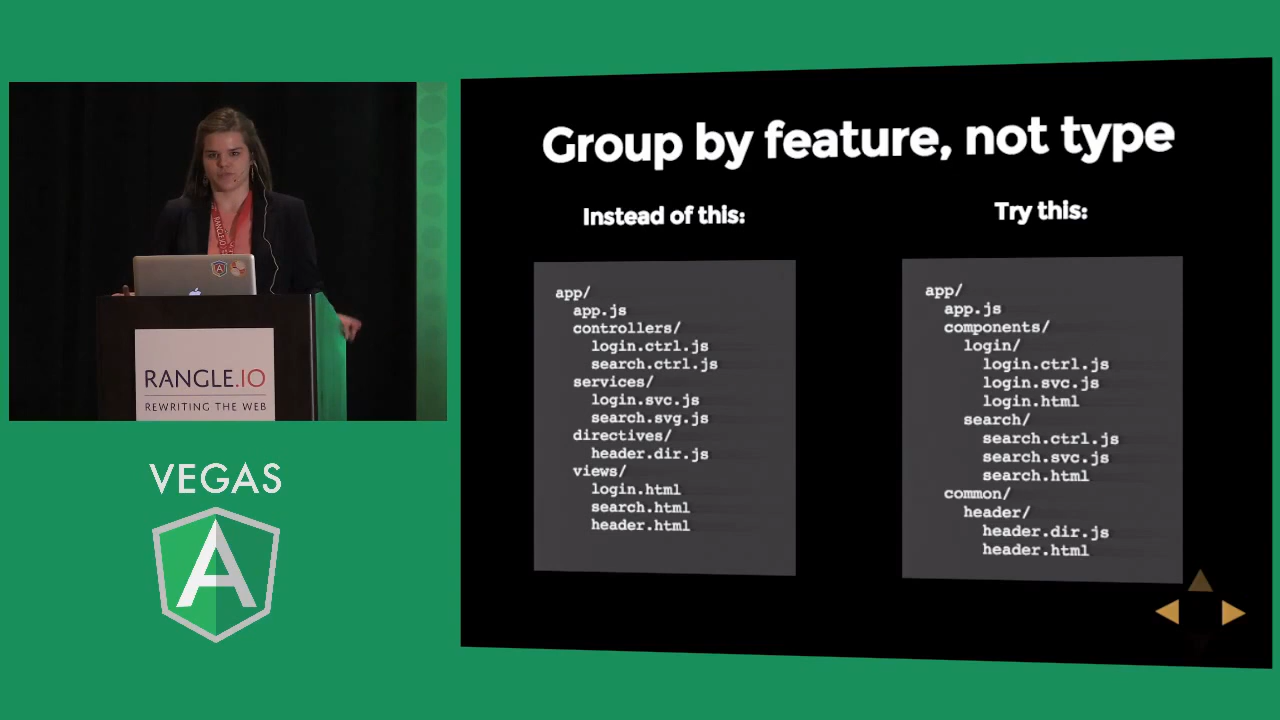 Group by feature, not type
Instead of this:
app/
app.js
controllers/
login.ctrl.js
search.ctrl.js
services/
login.svc.js
search.svg.js
directives/
header.dir.js
views/
login.html
search.html
header.html
Try this:
app/
app.js
components/
login/
login.ctrl.js
login.svc.js
login.html
search/
search.ctrl.js
search.svc.js
search.html
common/
header/
header.dir.js
header.html
RANGLE.IO
RANGLE.IO
REWRITING THE WEB
VEGAS
A